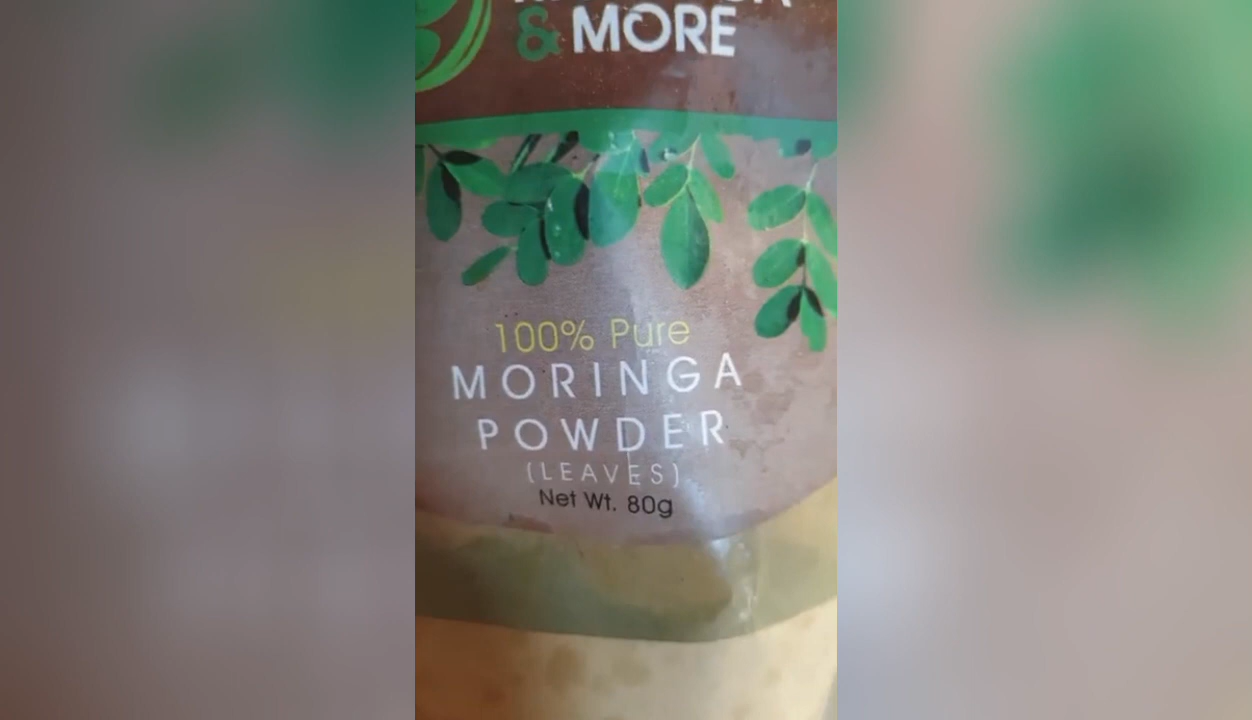 & MORE
100% Pure
MORINGA
POWDER
(LEAVES)
Net Wt. 80g